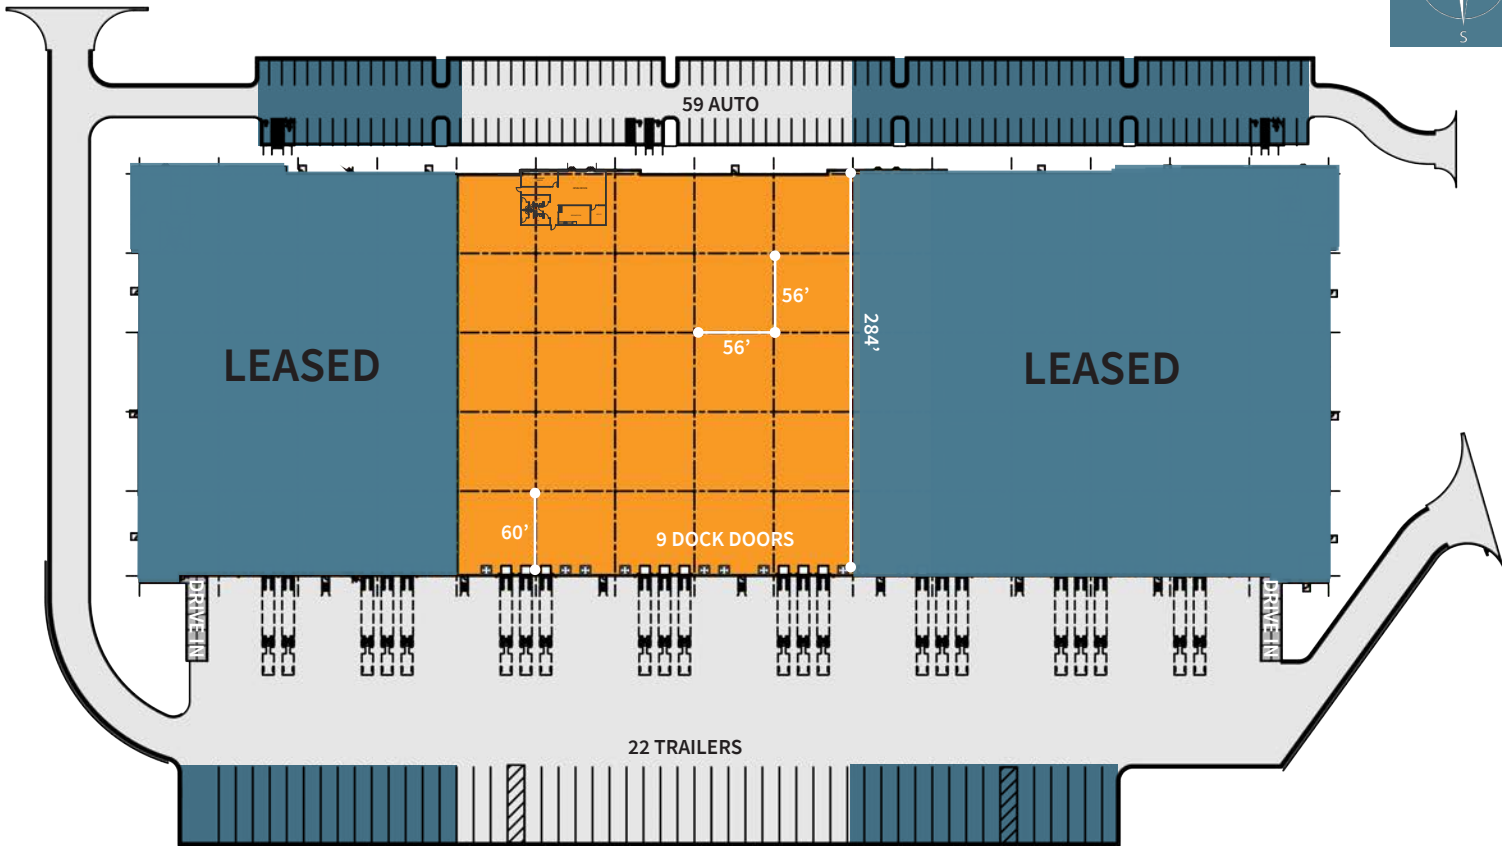 S
59 AUTO
56’
56’
284’
LEASED
LEASED
60’
9 DOCK DOORS
DRIVE IN
DRIVE IN
22 TRAILERS